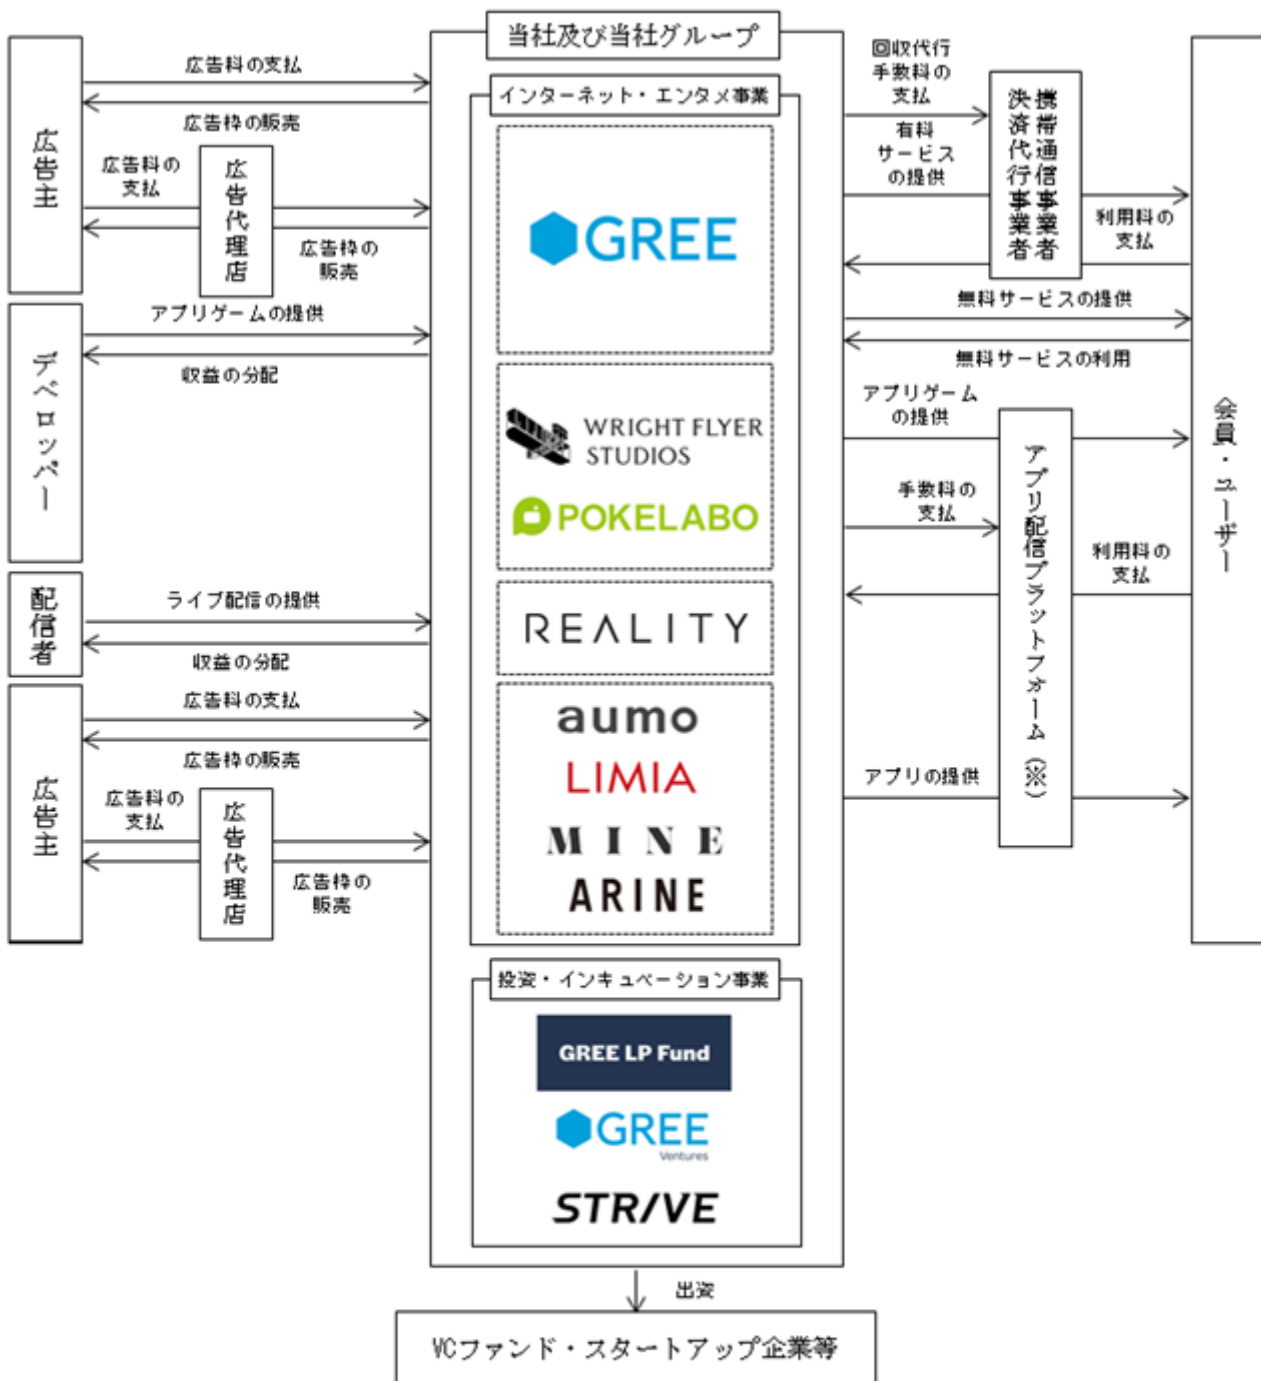 当社及び当社グループ
広告主
広告料の支払
広告枠の販売
広告料の
支払
広告代理店
広告枠の
販売
デベロッパー
アプリゲームの提供
収益の分配
配信者
ライブ配信の提供
収益の分配
広告主
広告料の支払
広告枠の販売
広告料の
支払
広告代理店
広告枠の
販売
インターネット・エンタメ事業
GREE
WRIGHT FLYER
STUDIOS
POKELABO
REALITY
aumo
LIMIA
MINE
ARINE
投資・インキュベーション事業
GREE LP Fund
GREE
Ventures
STRIVE
出資
VCファンド・スタートアップ企業等
回収代行
手数料の
支払
有料
サービス
の提供
携帯通信事業者
決済代行事業者
利用料の
支払
無料サービスの提供
無料サービスの利用
アプリゲーム
の提供
手数料の
支払
アプリ配信プラットフォーム(※)
利用料の
支払
アプリの提供
会員・ユーザー